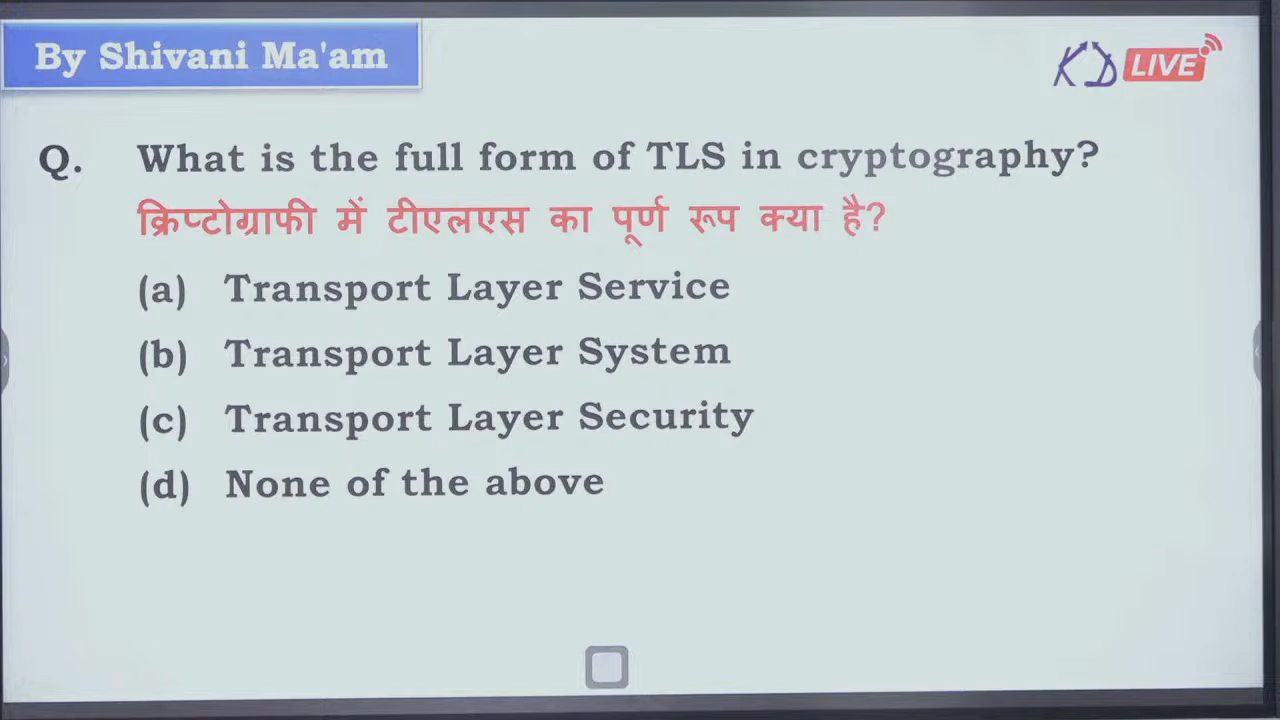 By Shivani Ma'am
KD LIVE
Q. What is the full form of TLS in cryptography?
क्रिप्टोग्राफी में टीएलएस का पूर्ण रूप क्या है?
(a) Transport Layer Service
(b) Transport Layer System
(c) Transport Layer Security
(d) None of the above